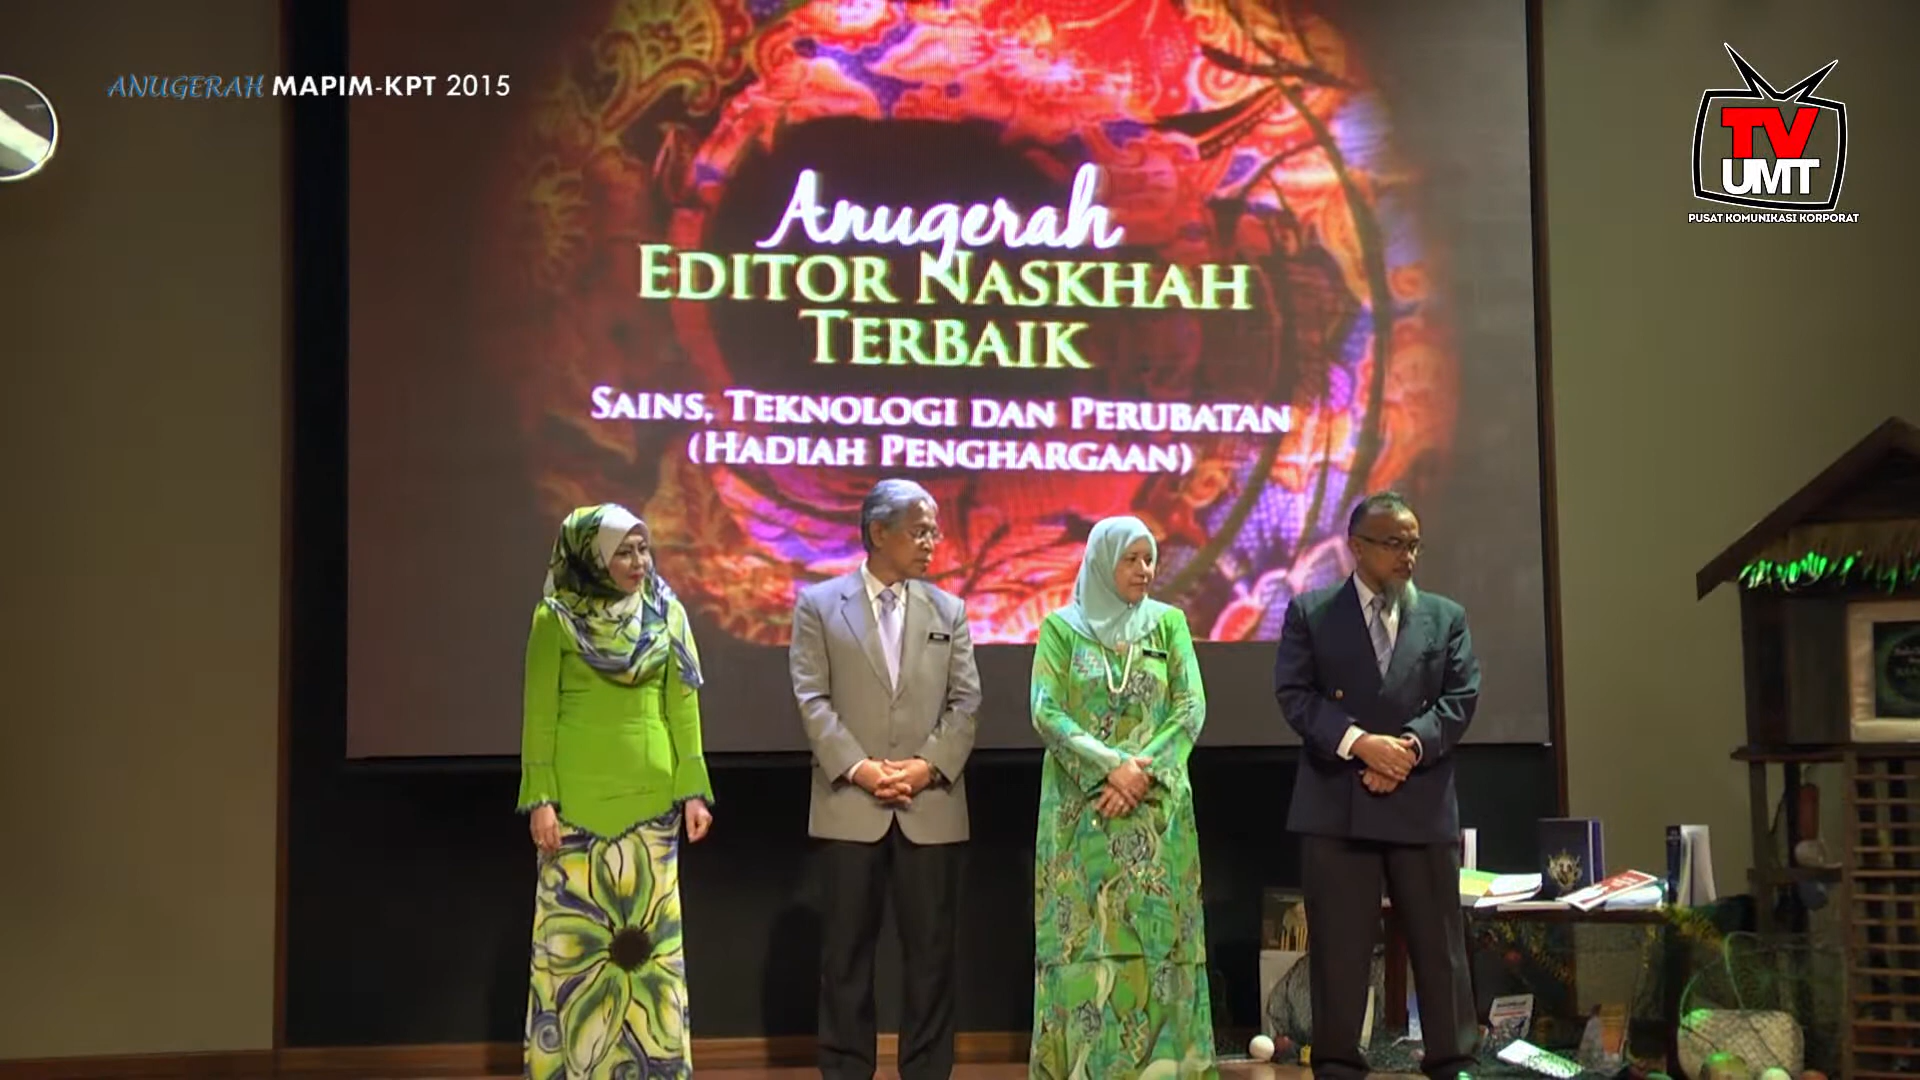 ANUGERAH MAPIM-KPT 2015
TV
UMT
PUSAT KOMUNIKASI KORPORAT
Anugerah
EDITOR NASKHAH
TERBAIK
SAINS, TEKNOLOGI DAN PERUBATAN
(HADIAH PENGHARGAAN)